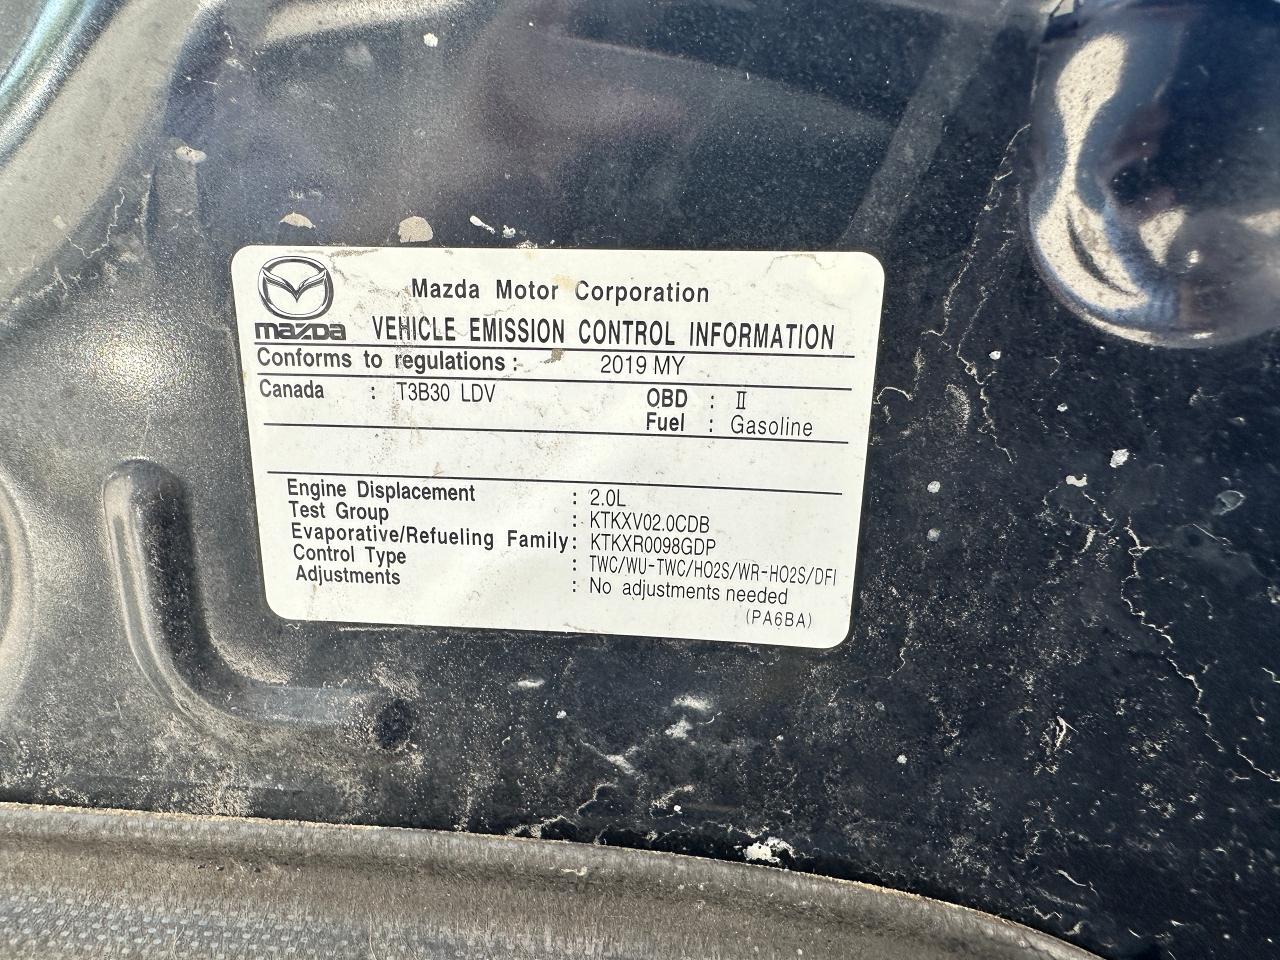 Mazda Motor Corporation
mazda VEHICLE EMISSION CONTROL INFORMATION
Conforms to regulations : 2019 MY
Canada : T3B30 LDV OBD : II
Fuel : Gasoline
Engine Displacement : 2.0L
Test Group : KTKXV02.0CDB
Evaporative/Refueling Family : KTKXR0098GDP
Control Type : TWC/WU-TWC/HO2S/WR-HO2S/DFI
Adjustments : No adjustments needed
(PA6BA)